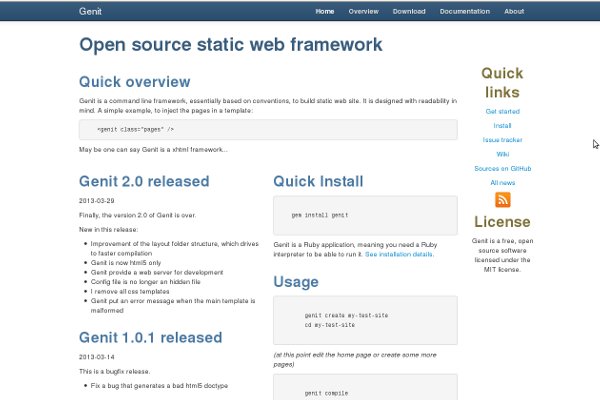 Genit
Home Overview Download Documentation About
Open source static web framework
Quick overview
Genit is a command line framework, essentially based on conventions, to build static web site. It is designed with readability in
mind. A simple example, to inject the pages in a template:
<genit class="pages" />
May be one can say Genit is a xhtml framework...
Genit 2.0 released
2013-03-29
Finally, the version 2.0 of Genit is over.
New in this release:
Improvement of the layout folder structure, which drives
to faster compilation
Genit is now html5 only
Genit provide a web server for development
Config file is no longer an hidden file
I remove all css templates
Genit put an error message when the main template is
malformed
Genit 1.0.1 released
2013-03-14
This is a bugfix release.
Fix a bug that generates a bad html5 doctype
Quick Install
gem install genit
Genit is a Ruby application, meaning you need a Ruby
interpreter to be able to run it. See installation details.
Usage
genit create my-test-site
cd my-test-site
(at this point edit the home page or create some more
pages)
genit compile
Quick
links
Get started
Install
Issue tracker
Wiki
Sources on GitHub
All news
License
Genit is a free, open
source software
licensed under the
MIT license.